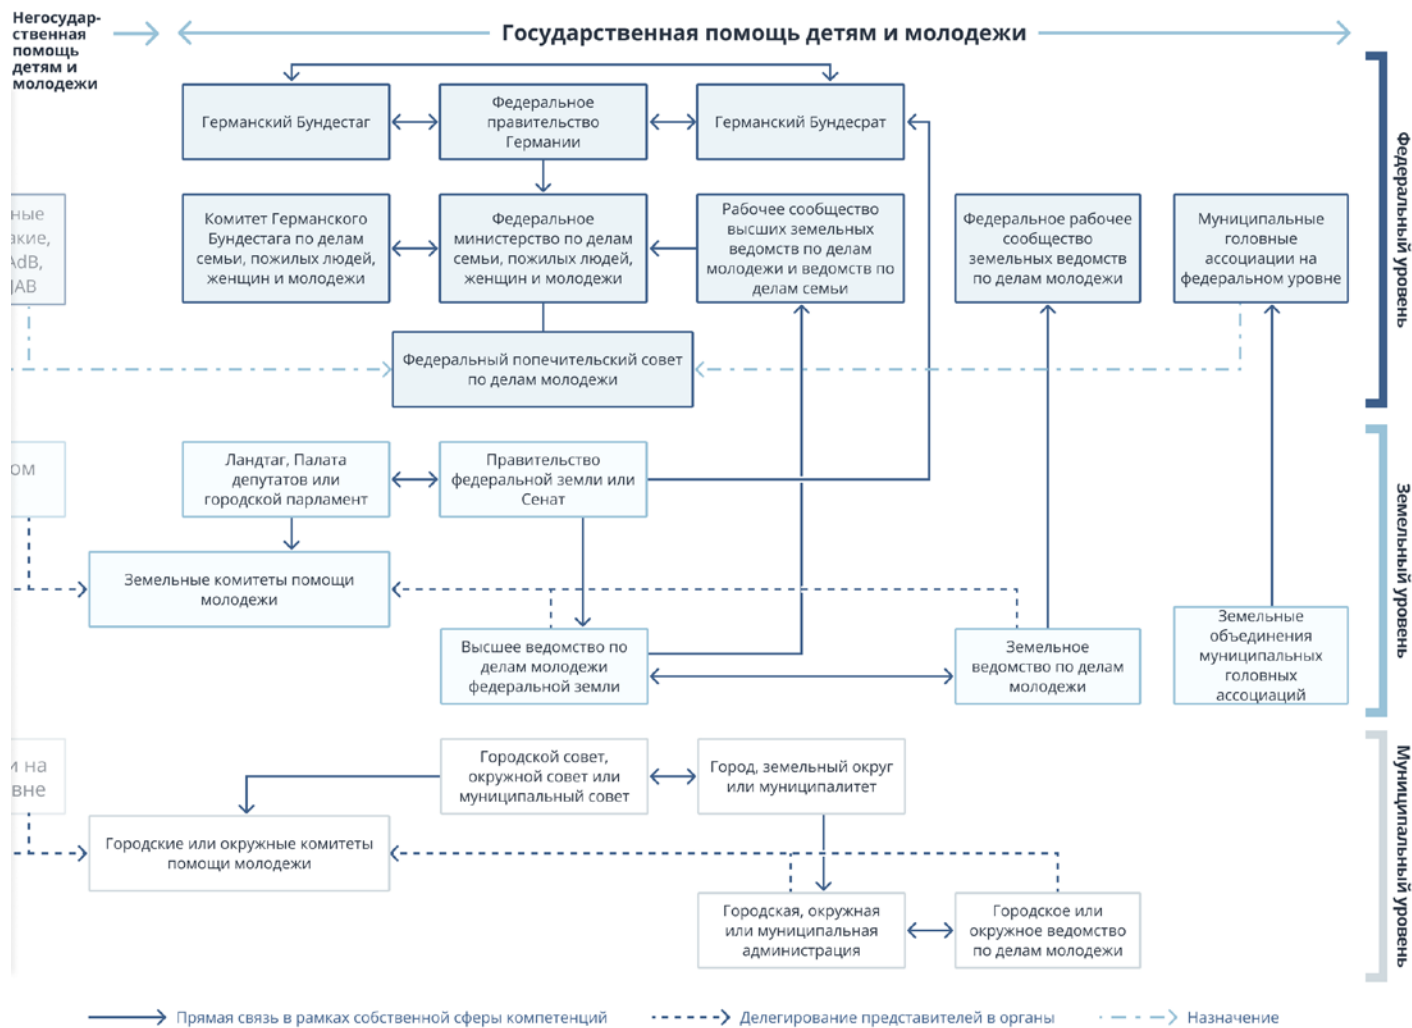 Негосудар-
ственная
помощь
детям и
молодежи
Государственная помощь детям и молодежи
Федеральный уровень
Германский Бундестаг
Федеральное
правительство
Германии
Германский Бундесрат
ные
акие,
AdB,
Комитет Германского
Бундестага по делам
семьи, пожилых людей,
женщин и молодежи
Федеральное
министерство по делам
семьи, пожилых людей,
женщин и молодежи
Рабочее сообщество
высших земельных
ведомств по делам
молодежи и ведомств по
делам семьи
Федеральное рабочее
сообщество
земельных ведомств
по делам молодежи
Муниципальные
головные
ассоциации на
федеральном уровне
Федеральный попечительский совет
по делам молодежи
Земельный уровень
ом
Ландтаг, Палата
депутатов или
городской парламент
Правительство
федеральной земли или
Сенат
Земельные комитеты помощи
молодежи
Высшее ведомство по
делам молодежи
федеральной земли
Земельное
ведомство по делам
молодежи
Земельные
объединения
муниципальных
головных
ассоциаций
Муниципальный уровень
и на
вне
Городской совет,
окружной совет или
муниципальный совет
Город, земельный округ
или муниципалитет
Городские или окружные комитеты
помощи молодежи
Городская, окружная
или муниципальная
администрация
Городское или
окружное ведомство
по делам молодежи
Прямая связь в рамках собственной сферы компетенций
Делегирование представителей в органы
Назначение